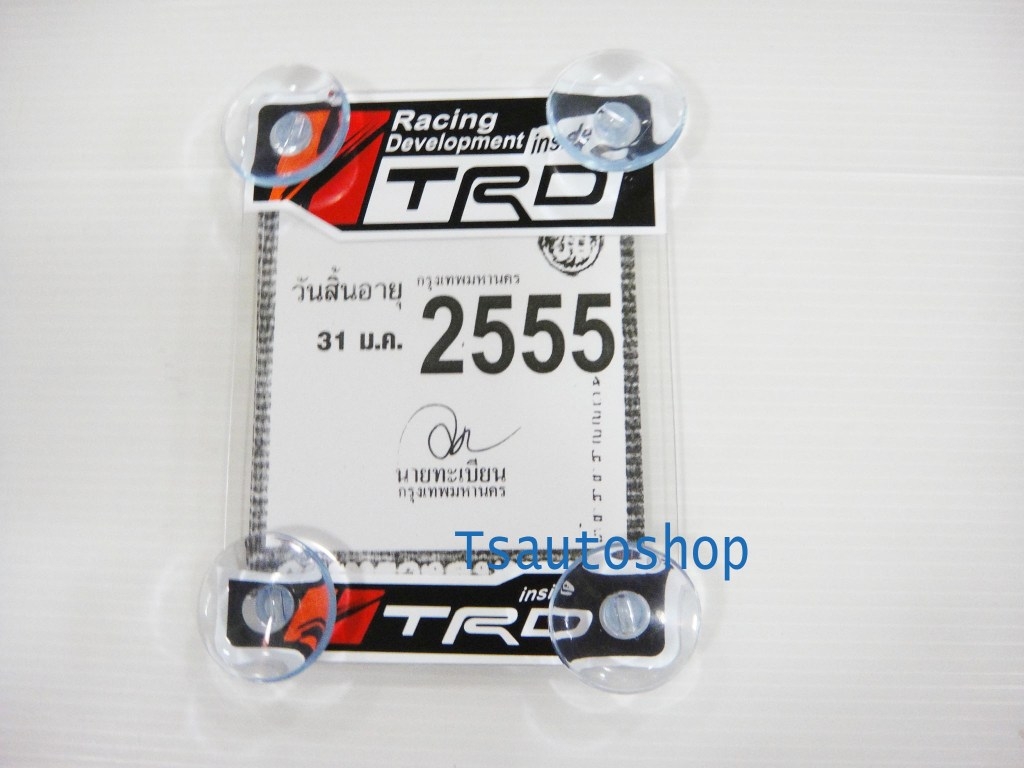 Racing
Development inside
TRD
กรุงเทพมหานคร
วันสิ้นอายุ
2555
31 ม.ค.
นายทะเบียน
กรุงเทพมหานคร
Tsautoshop
inside
TRD